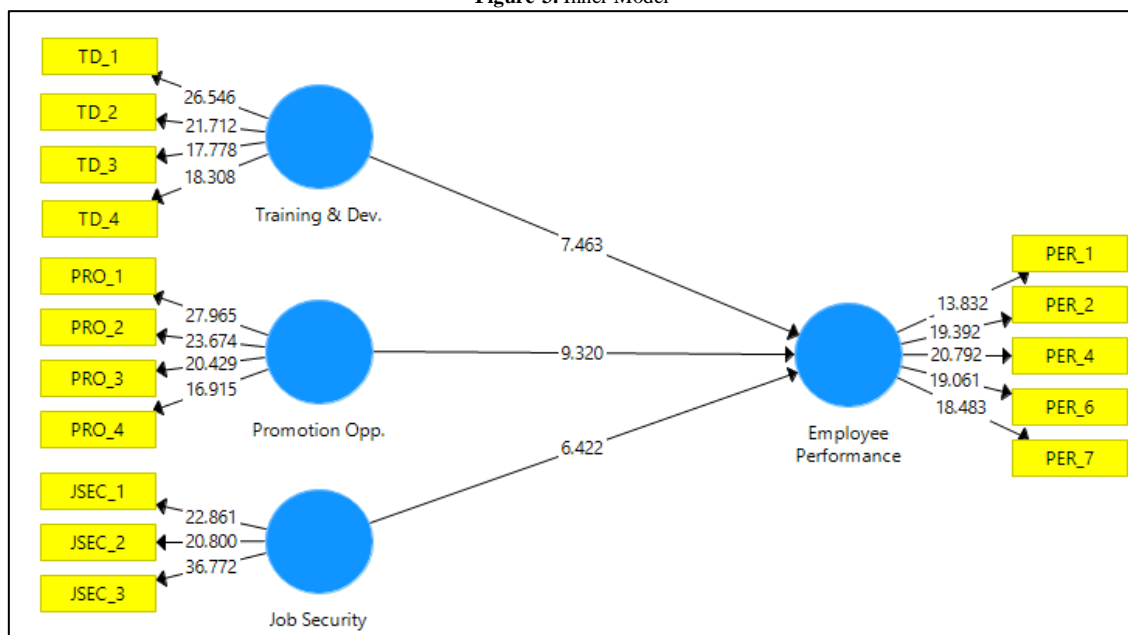 Figure 3. Inner Model
TD_1
TD_2
TD_3
TD_4
26.546
21.712
17.778
18.308
Training & Dev.
7.463
PRO_1
PRO_2
PRO_3
PRO_4
27.965
23.674
20.429
16.915
Promotion Opp.
9.320
JSEC_1
JSEC_2
JSEC_3
22.861
20.800
36.772
Job Security
6.422
Employee
Performance
13.832
19.392
20.792
19.061
18.483
PER_1
PER_2
PER_4
PER_6
PER_7